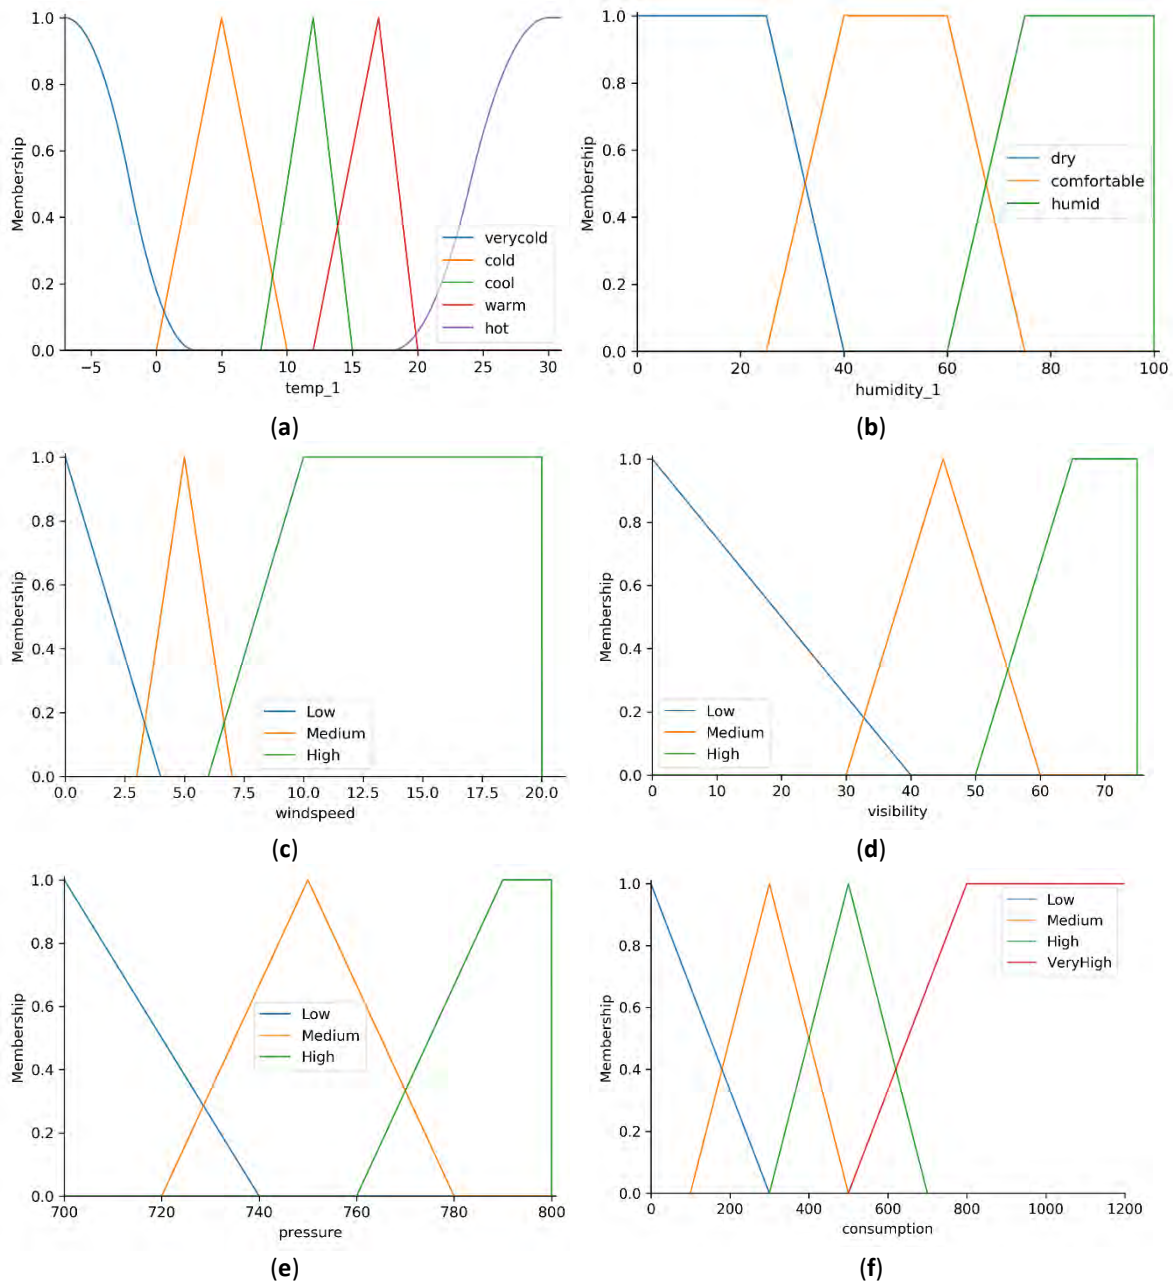 1.0
0.8
0.6
0.4
0.2
0.0
Membership
verycold
cold
cool
warm
hot
−5 0 5 10 15 20 25 30
temp_1
(a)
1.0
0.8
0.6
0.4
0.2
0.0
Membership
dry
comfortable
humid
0 20 40 60 80 100
humidity_1
(b)
1.0
0.8
0.6
0.4
0.2
0.0
Membership
Low
Medium
High
0.0 2.5 5.0 7.5 10.0 12.5 15.0 17.5 20.0
windspeed
(c)
1.0
0.8
0.6
0.4
0.2
0.0
Membership
Low
Medium
High
0 10 20 30 40 50 60 70
visibility
(d)
1.0
0.8
0.6
0.4
0.2
0.0
Membership
Low
Medium
High
700 720 740 760 780 800
pressure
(e)
1.0
0.8
0.6
0.4
0.2
0.0
Membership
Low
Medium
High
VeryHigh
0 200 400 600 800 1000 1200
consumption
(f)